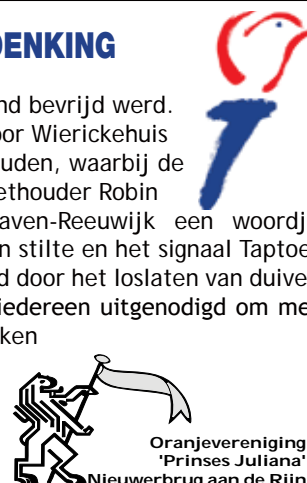 DENKING
nd bevrijd werd.
oor Wierickehuis
uden, waarbij de
ethouder Robin
aven-Reeuwijk een woordj
n stilte en het signaal Taptoe
d door het loslaten van duive
iedereen uitgenodigd om me
ken
Oranjevereniging
'Prinses Juliana'
Nieuwerbrug aan de Rijn